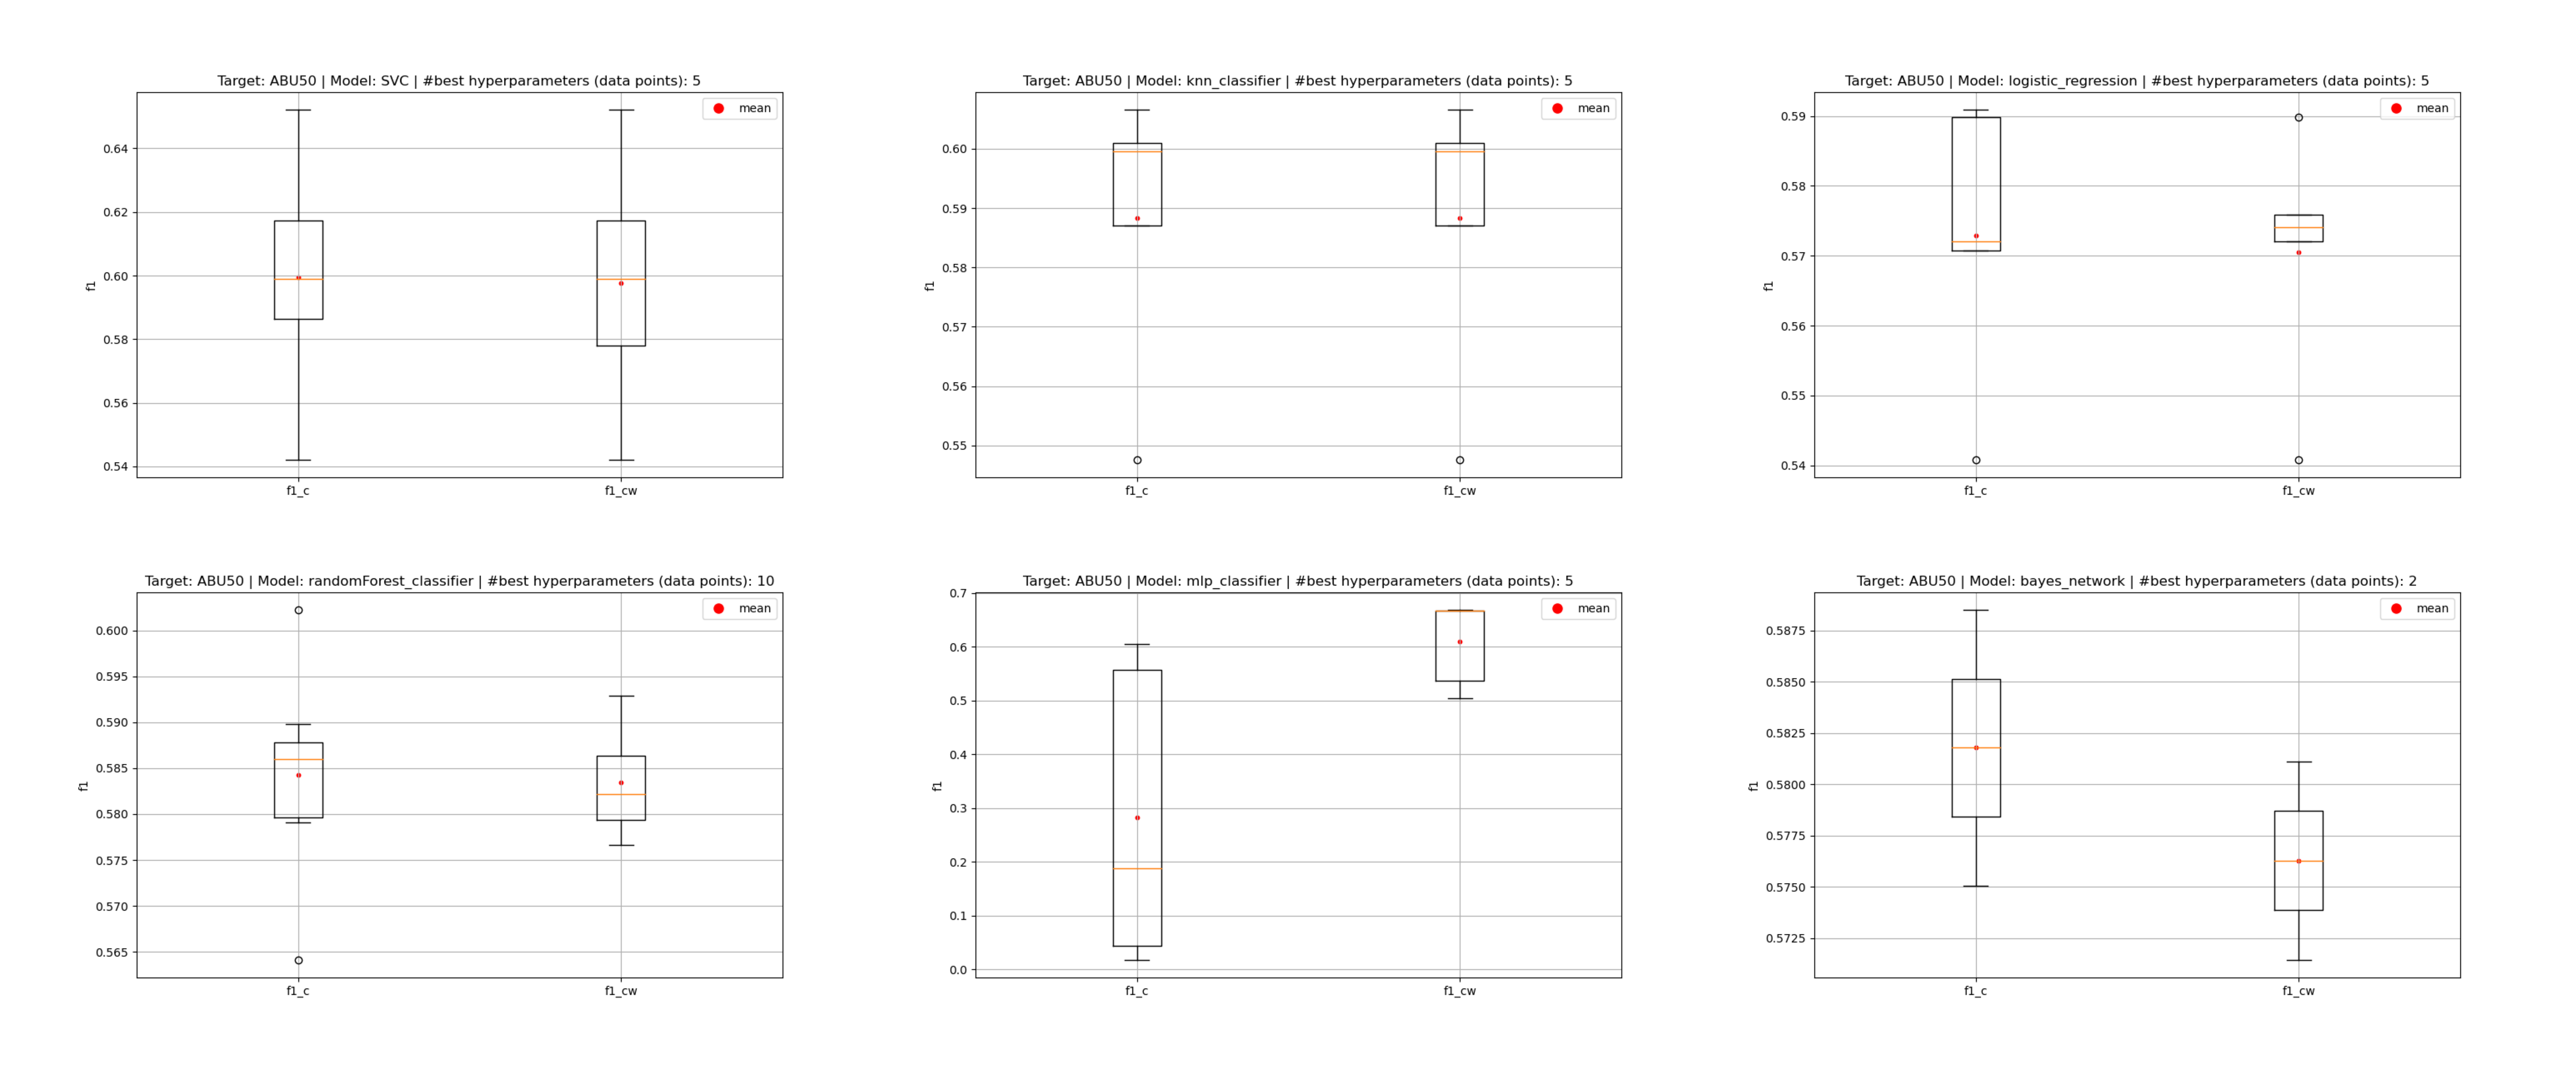 Target: ABU50 | Model: SVC | #best hyperparameters (data points): 5
mean
0.64
0.62
0.60
0.58
0.56
0.54
f1
f1_c
f1_cw
Target: ABU50 | Model: knn_classifier | #best hyperparameters (data points): 5
mean
0.60
0.59
0.58
0.57
0.56
0.55
f1
f1_c
f1_cw
Target: ABU50 | Model: logistic_regression | #best hyperparameters (data points): 5
mean
0.59
0.58
0.57
0.56
0.55
0.54
f1
f1_c
f1_cw
Target: ABU50 | Model: randomForest_classifier | #best hyperparameters (data points): 10
mean
0.600
0.595
0.590
0.585
0.580
0.575
0.570
0.565
f1
f1_c
f1_cw
Target: ABU50 | Model: mlp_classifier | #best hyperparameters (data points): 5
mean
0.7
0.6
0.5
0.4
0.3
0.2
0.1
0.0
f1
f1_c
f1_cw
Target: ABU50 | Model: bayes_network | #best hyperparameters (data points): 2
mean
0.5875
0.5850
0.5825
0.5800
0.5775
0.5750
0.5725
f1
f1_c
f1_cw